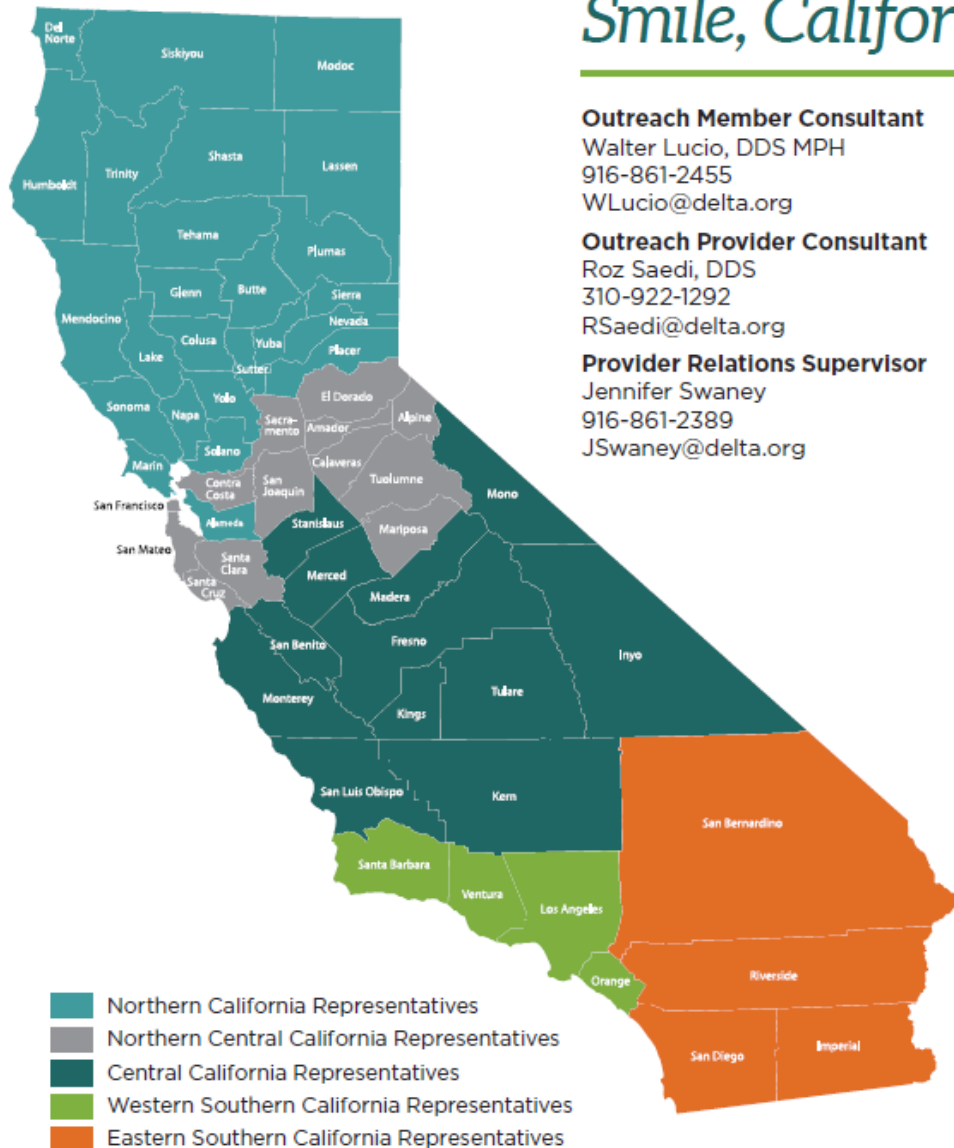 Smile, Califor
Outreach Member Consultant
Walter Lucio, DDS MPH
916-861-2455
WLucio@delta.org
Outreach Provider Consultant
Roz Saedi, DDS
310-922-1292
RSaedi@delta.org
Provider Relations Supervisor
Jennifer Swaney
916-861-2389
JSwaney@delta.org
Del
Norte
Siskiyou
Modoc
Humboldt
Trinity
Shasta
Lassen
Tehama
Plumas
Glenn
Butte
Sierra
Mendocino
Nevada
Colusa
Yuba
Lake
Placer
Sutter
Yolo
El Dorado
Sonoma
Napa
Sacra-
mento
Amador
Alpine
Solano
Marin
Calaveras
Contra
Costa
San
Joaquin
Tuolumne
Mono
San Francisco
Alameda
Stanislaus
Mariposa
San Mateo
Santa
Clara
Merced
Santa
Cruz
Madera
San Benito
Fresno
Inyo
Monterey
Kings
Tulare
San Luis Obispo
Kern
San Bernardino
Santa Barbara
Ventura
Los Angeles
Orange
Riverside
San Diego
Imperial
Northern California Representatives
Northern Central California Representatives
Central California Representatives
Western Southern California Representatives
Eastern Southern California Representatives